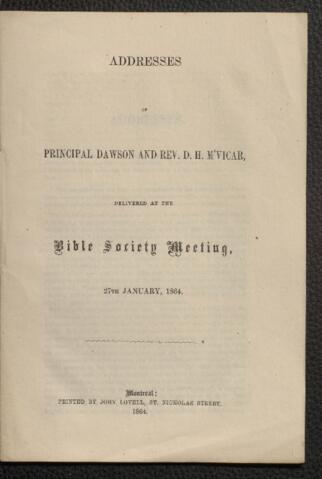 ADDRESSES
OF
PRINCIPAL DAWSON AND REV. D. H. M'VICAR,
DELIVERED AT THE
Bible Society Meeting,
27TH JANUARY, 1864.
Montreal:
PRINTED BY JOHN LOVELL, ST. NICHOLAS STREET.
1864.